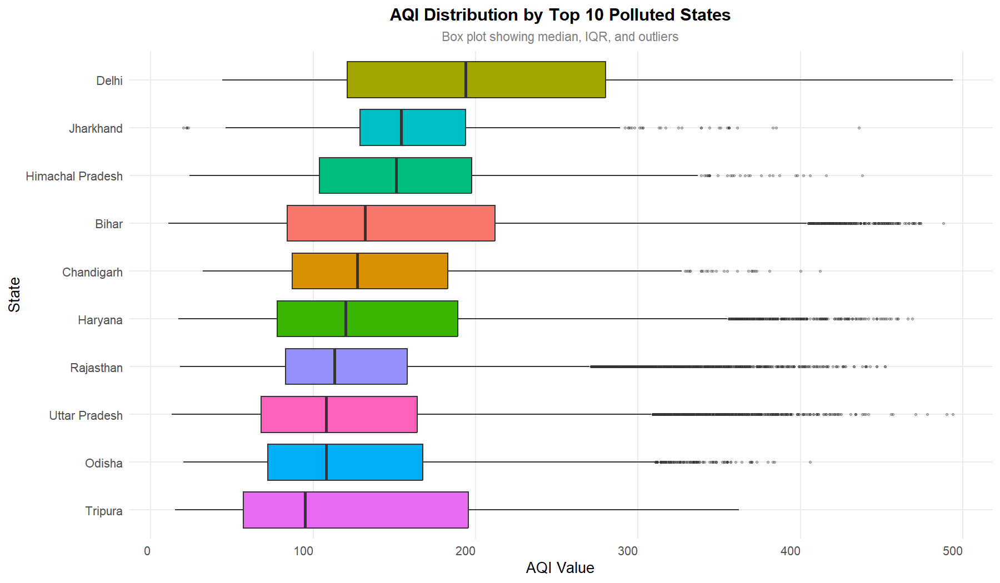 AQI Distribution by Top 10 Polluted States
Box plot showing median, IQR, and outliers
State
Delhi
Jharkhand
Himachal Pradesh
Bihar
Chandigarh
Haryana
Rajasthan
Uttar Pradesh
Odisha
Tripura
0 100 200 300 400 500
AQI Value